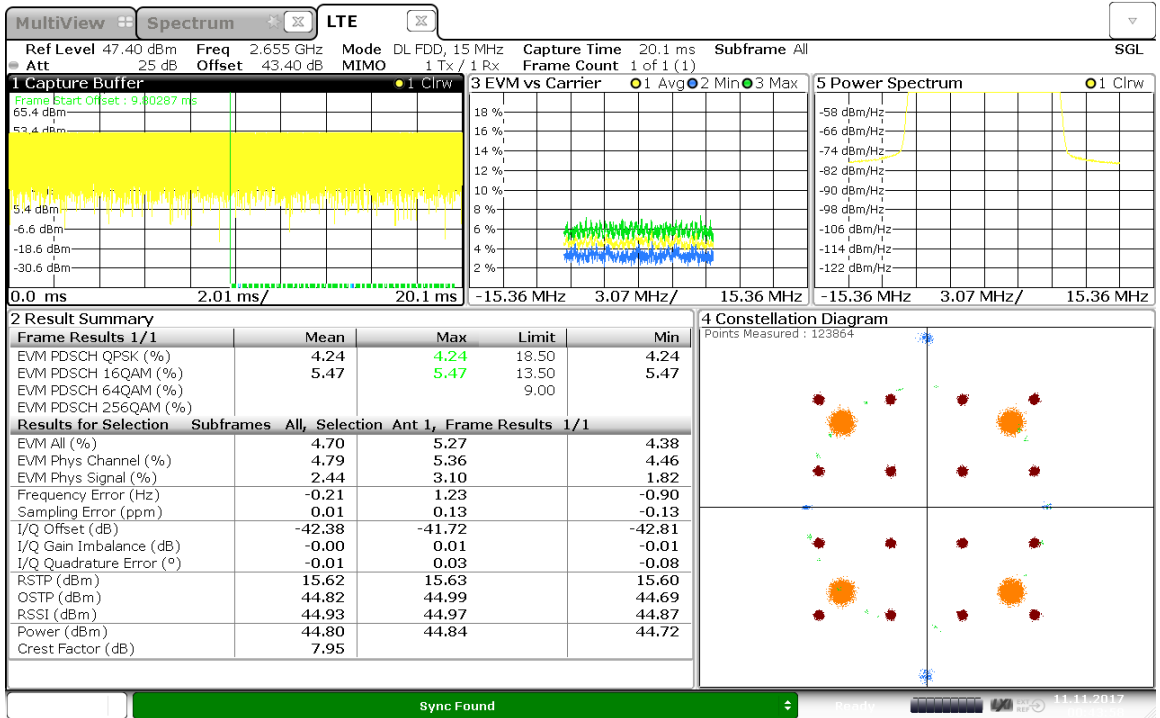 MultiView Spectrum LTE
Ref Level 47.40 dBm Freq 2.655 GHz Mode DL FDD, 15 MHz Capture Time 20.1 ms Subframe All SGL
Att 25 dB Offset 43.40 dB MIMO 1 Tx / 1 Rx Frame Count 1 of 1 (1)
1 Capture Buffer 1 Clrw
Frame Start Offset : 9.80287 ms
65.4 dBm
53.4 dBm
5.4 dBm
-6.6 dBm
-18.6 dBm
-30.6 dBm
0.0 ms 2.01 ms/ 20.1 ms
3 EVM vs Carrier 1 Avg 2 Min 3 Max
18 %
16 %
14 %
12 %
10 %
8 %
6 %
4 %
2 %
-15.36 MHz 3.07 MHz/ 15.36 MHz
5 Power Spectrum 1 Clrw
-58 dBm/Hz
-66 dBm/Hz
-74 dBm/Hz
-82 dBm/Hz
-90 dBm/Hz
-98 dBm/Hz
-106 dBm/Hz
-114 dBm/Hz
-122 dBm/Hz
-15.36 MHz 3.07 MHz/ 15.36 MHz
2 Result Summary
Frame Results 1/1 Mean Max Limit Min
EVM PDSCH QPSK (%) 4.24 4.24 18.50 4.24
EVM PDSCH 16QAM (%) 5.47 5.47 13.50 5.47
EVM PDSCH 64QAM (%) 9.00
EVM PDSCH 256QAM (%)
Results for Selection Subframes All, Selection Ant 1, Frame Results 1/1
EVM All (%) 4.70 5.27 4.38
EVM Phys Channel (%) 4.79 5.36 4.46
EVM Phys Signal (%) 2.44 3.10 1.82
Frequency Error (Hz) -0.21 1.23 -0.90
Sampling Error (ppm) 0.01 0.13 -0.13
I/Q Offset (dB) -42.38 -41.72 -42.81
I/Q Gain Imbalance (dB) -0.00 0.01 -0.01
I/Q Quadrature Error (°) -0.01 0.03 -0.08
RSTP (dBm) 15.62 15.63 15.60
OSTP (dBm) 44.82 44.99 44.69
RSSI (dBm) 44.93 44.97 44.87
Power (dBm) 44.80 44.84 44.72
Crest Factor (dB) 7.95
4 Constellation Diagram
Points Measured : 123864
Sync Found
Ready
LXI
REF
11.11.2017